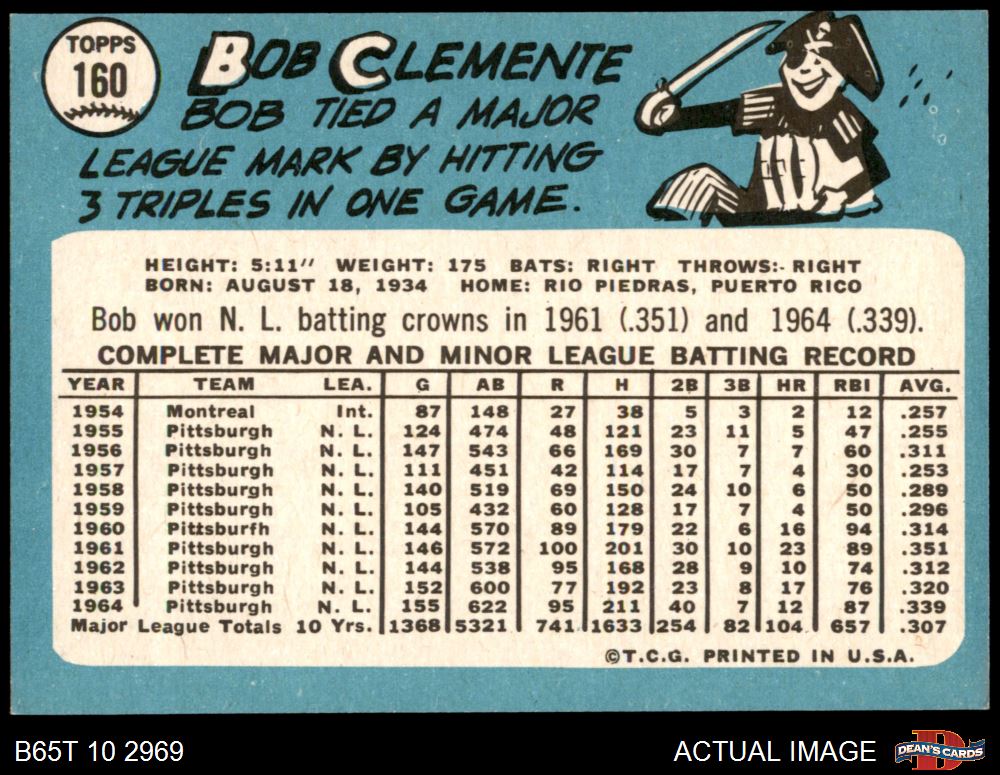 TOPPS
160
BOB CLEMENTE
BOB TIED A MAJOR
LEAGUE MARK BY HITTING
3 TRIPLES IN ONE GAME.
HEIGHT: 5:11" WEIGHT: 175 BATS: RIGHT THROWS:- RIGHT
BORN: AUGUST 18, 1934 HOME: RIO PIEDRAS, PUERTO RICO
Bob won N. L. batting crowns in 1961 (.351) and 1964 (.339).
COMPLETE MAJOR AND MINOR LEAGUE BATTING RECORD
YEAR TEAM LEA. G AB R H 2B 3B HR RBI AVG.
1954 Montreal Int. 87 148 27 38 5 3 2 12 .257
1955 Pittsburgh N. L. 124 474 48 121 23 11 5 47 .255
1956 Pittsburgh N. L. 147 543 66 169 30 7 7 60 .311
1957 Pittsburgh N. L. 111 451 42 114 17 7 4 30 .253
1958 Pittsburgh N. L. 140 519 69 150 24 10 6 50 .289
1959 Pittsburgh N. L. 105 432 60 128 17 7 4 50 .296
1960 Pittsburfh N. L. 144 570 89 179 22 6 16 94 .314
1961 Pittsburgh N. L. 146 572 100 201 30 10 23 89 .351
1962 Pittsburgh N. L. 144 538 95 168 28 9 10 74 .312
1963 Pittsburgh N. L. 152 600 77 192 23 8 17 76 .320
1964 Pittsburgh N. L. 155 622 95 211 40 7 12 87 .339
Major League Totals 10 Yrs. 1368 5321 741 1633 254 82 104 657 .307
©T.C.G. PRINTED IN U.S.A.
B65T 10 2969
ACTUAL IMAGE
DEAN'S CARDS